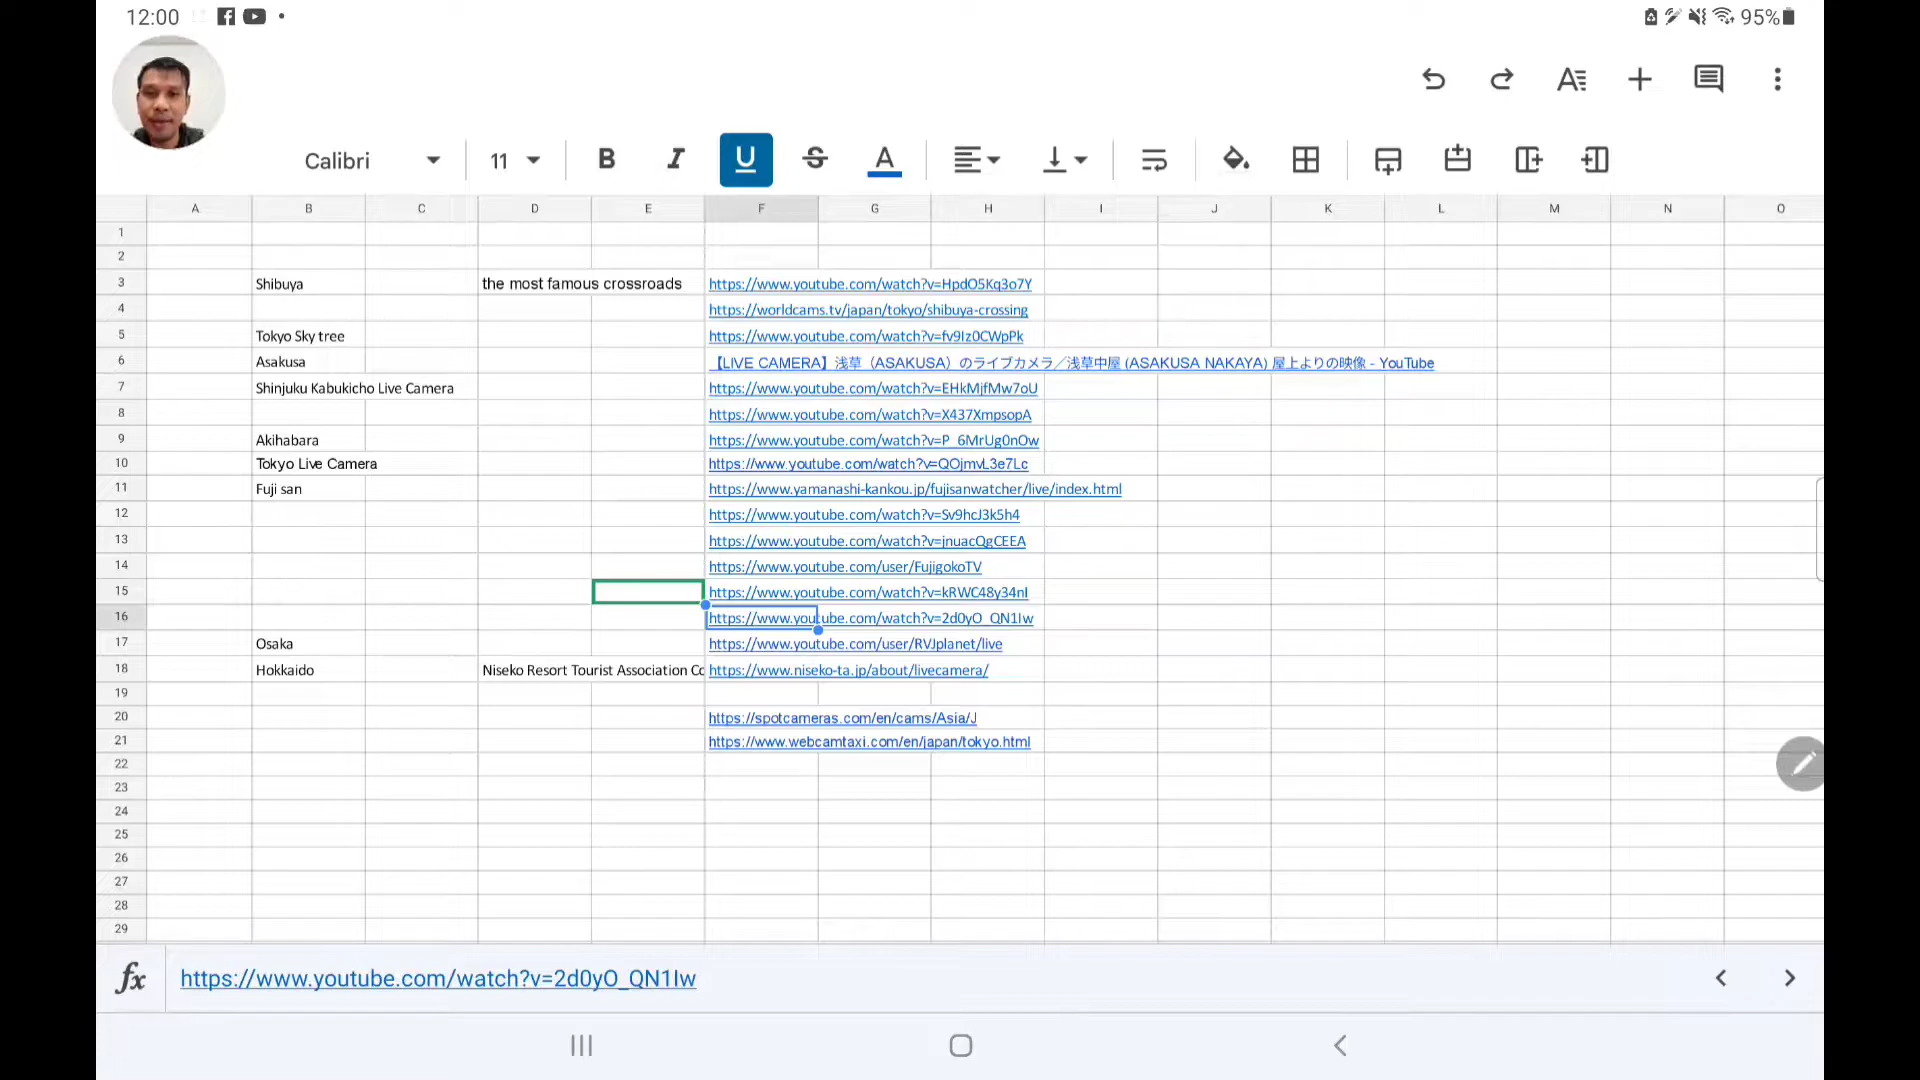 12:00 95%
Calibri 11 B I U S A
A B C D E F G H I J K L M N O
1
2
3 Shibuya the most famous crossroads https://www.youtube.com/watch?v=HpdO5Kq3o7Y
4 https://worldcams.tv/japan/tokyo/shibuya-crossing
5 Tokyo Sky tree https://www.youtube.com/watch?v=fv9Iz0CWpPk
6 Asakusa 【LIVE CAMERA】浅草（ASAKUSA）のライブカメラ／浅草中屋 (ASAKUSA NAKAYA) 屋上よりの映像 - YouTube
7 Shinjuku Kabukicho Live Camera https://www.youtube.com/watch?v=EHkMjfMw7oU
8 https://www.youtube.com/watch?v=X437XmpsopA
9 Akihabara https://www.youtube.com/watch?v=P_6MrUg0nOw
10 Tokyo Live Camera https://www.youtube.com/watch?v=QOjmvL3e7Lc
11 Fuji san https://www.yamanashi-kankou.jp/fujisanwatcher/live/index.html
12 https://www.youtube.com/watch?v=Sv9hcJ3k5h4
13 https://www.youtube.com/watch?v=jnuacQgCEEA
14 https://www.youtube.com/user/FujigokoTV
15 https://www.youtube.com/watch?v=kRWC48y34nI
16 https://www.youtube.com/watch?v=2d0yO_QN1Iw
17 Osaka https://www.youtube.com/user/RVJplanet/live
18 Hokkaido Niseko Resort Tourist Association Co https://www.niseko-ta.jp/about/livecamera/
19
20 https://spotcameras.com/en/cams/Asia/J
21 https://www.webcamtaxi.com/en/japan/tokyo.html
22
23
24
25
26
27
28
29
fx https://www.youtube.com/watch?v=2d0yO_QN1Iw